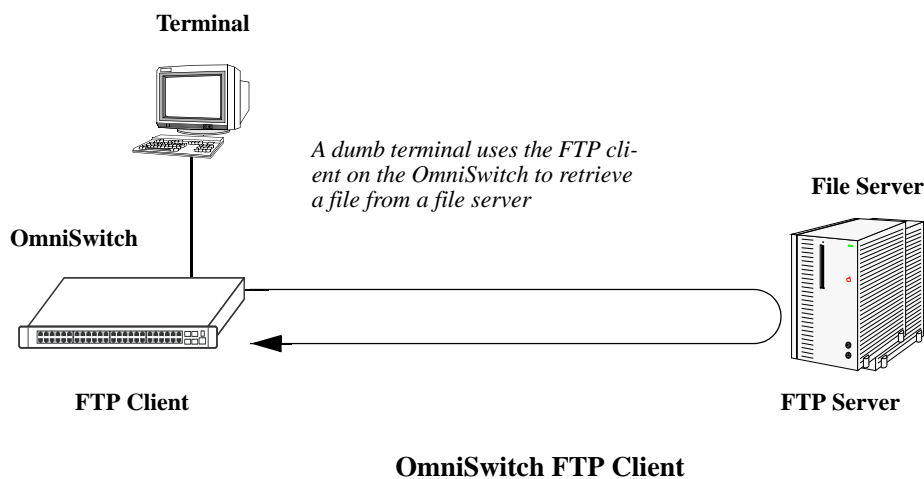 Terminal
A dumb terminal uses the FTP cli-
ent on the OmniSwitch to retrieve
a file from a file server
File Server
OmniSwitch
FTP Client
FTP Server
OmniSwitch FTP Client